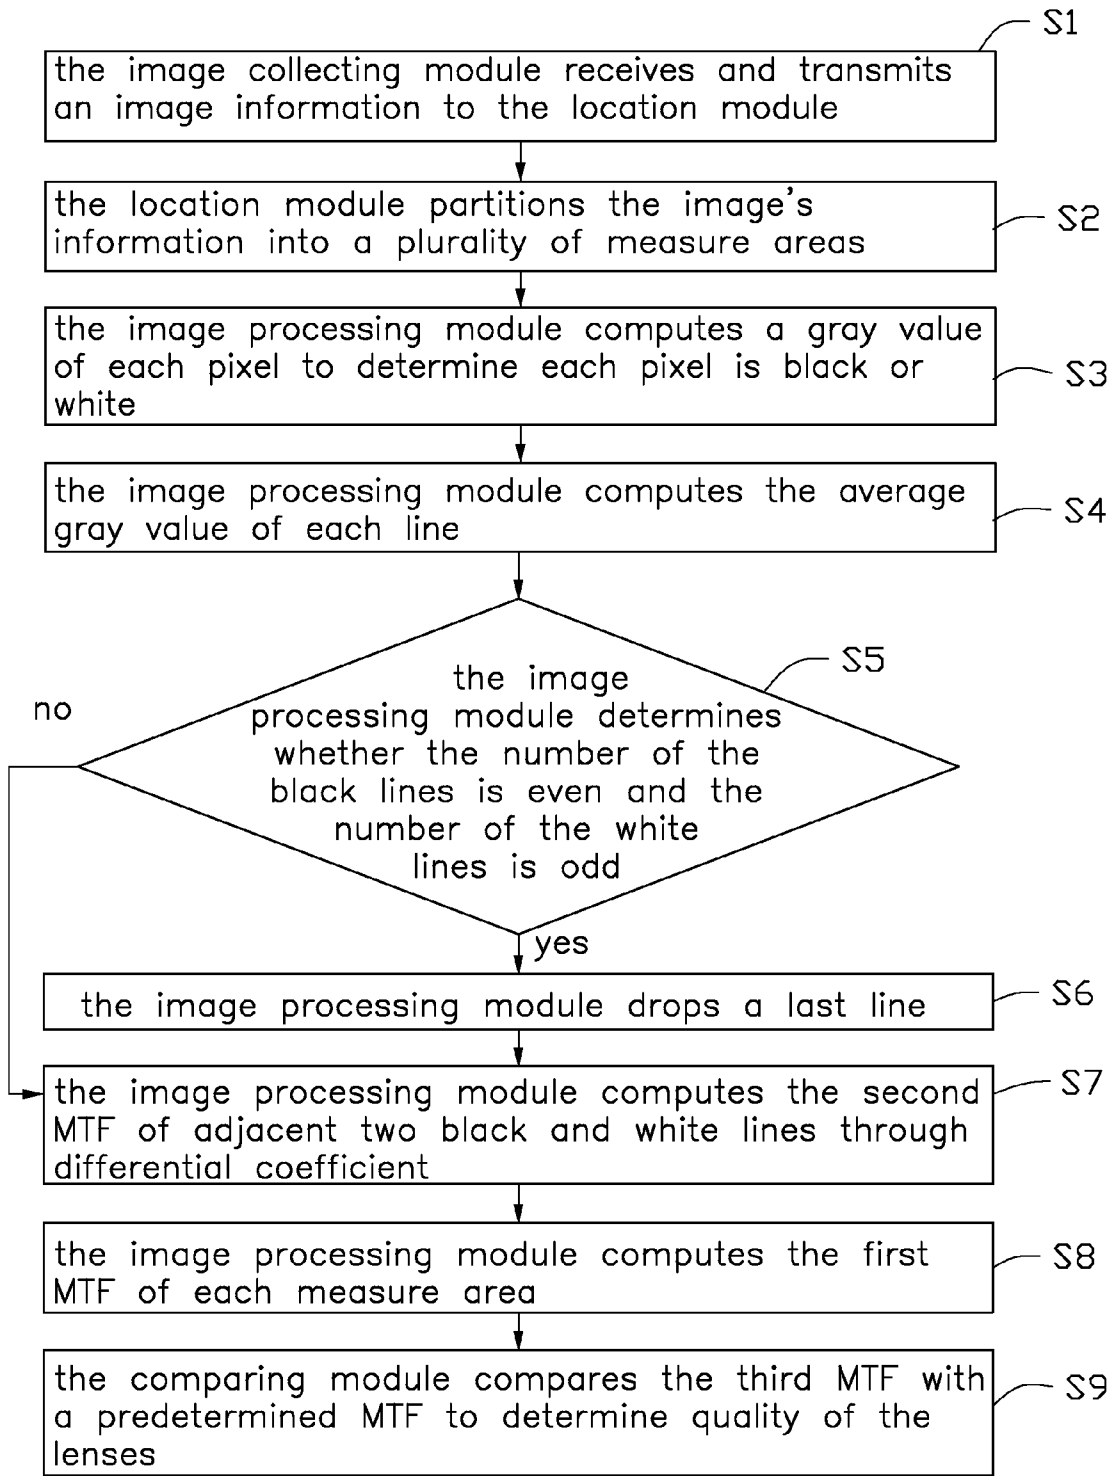 S1
the image collecting module receives and transmits
an image information to the location module
the location module partitions the image's
information into a plurality of measure areas
S2
the image processing module computes a gray value
of each pixel to determine each pixel is black or
white
S3
the image processing module computes the average
gray value of each line
S4
S5
the image
processing module determines
whether the number of the
black lines is even and the
number of the white
lines is odd
no
yes
the image processing module drops a last line
S6
the image processing module computes the second
MTF of adjacent two black and white lines through
differential coefficient
S7
the image processing module computes the first
MTF of each measure area
S8
the comparing module compares the third MTF with
a predetermined MTF to determine quality of the
lenses
S9